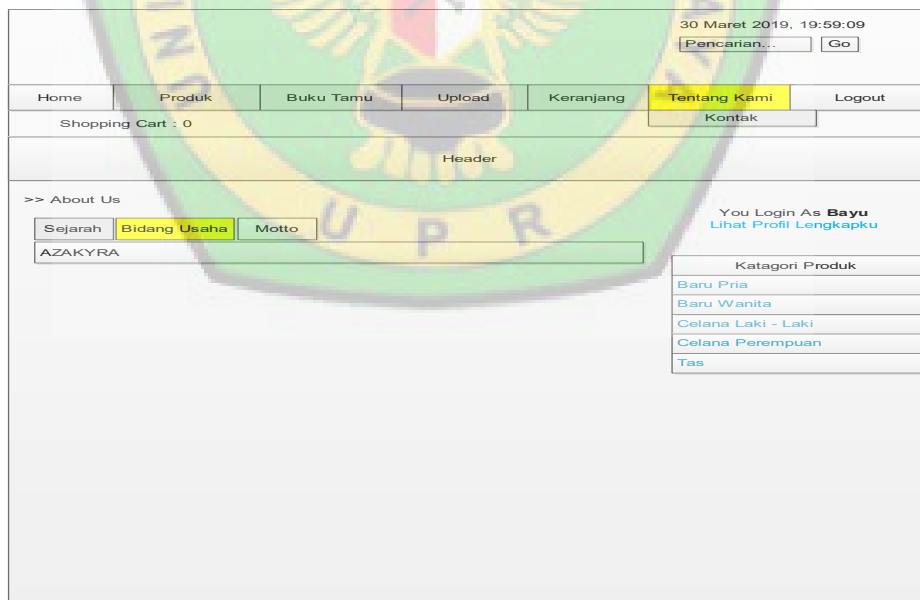 30 Maret 2019, 19:59:09
Pencarian... Go
Home Produk Buku Tamu Upload Keranjang Tentang Kami Logout
Shopping Cart : 0 Kontak
Header
>> About Us
You Login As Bayu
Lihat Profil Lengkapku
Sejarah Bidang Usaha Motto
AZAKYRA
Katagori Produk
Baru Pria
Baru Wanita
Celana Laki - Laki
Celana Perempuan
Tas
U P R